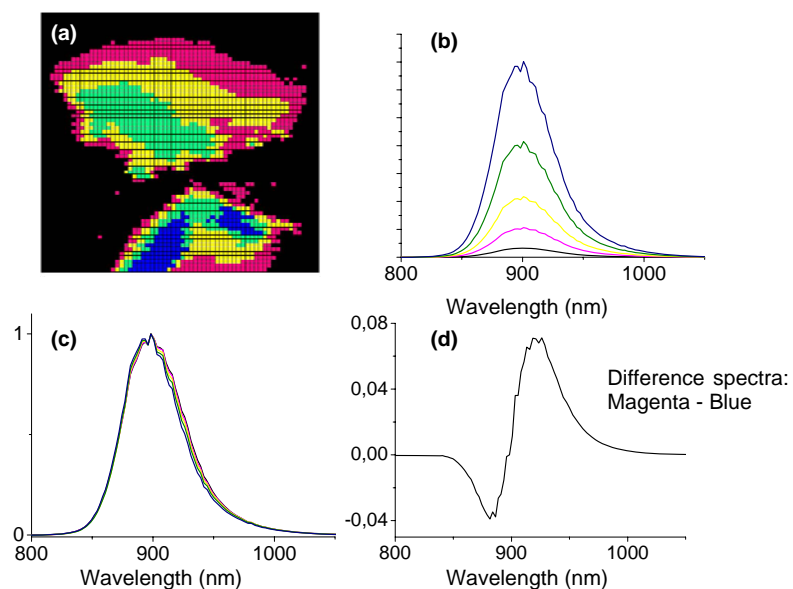 (a)
(b)
800 900 1000
Wavelength (nm)
(c)
1
0
800 900 1000
Wavelength (nm)
(d)
0,08
0,04
0,00
-0,04
800 900 1000
Wavelength (nm)
Difference spectra:
Magenta - Blue